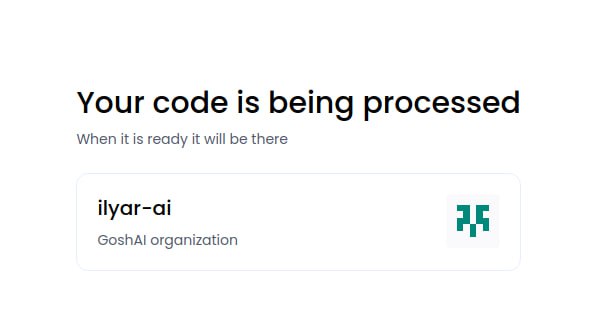 Your code is being processed
When it is ready it will be there
ilyar-ai
GoshAI organization